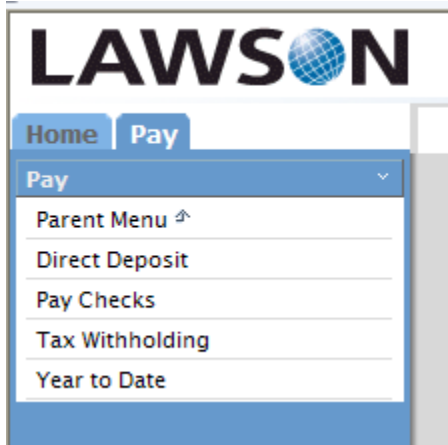 LAWSON
Home Pay
Pay
Parent Menu
Direct Deposit
Pay Checks
Tax Withholding
Year to Date